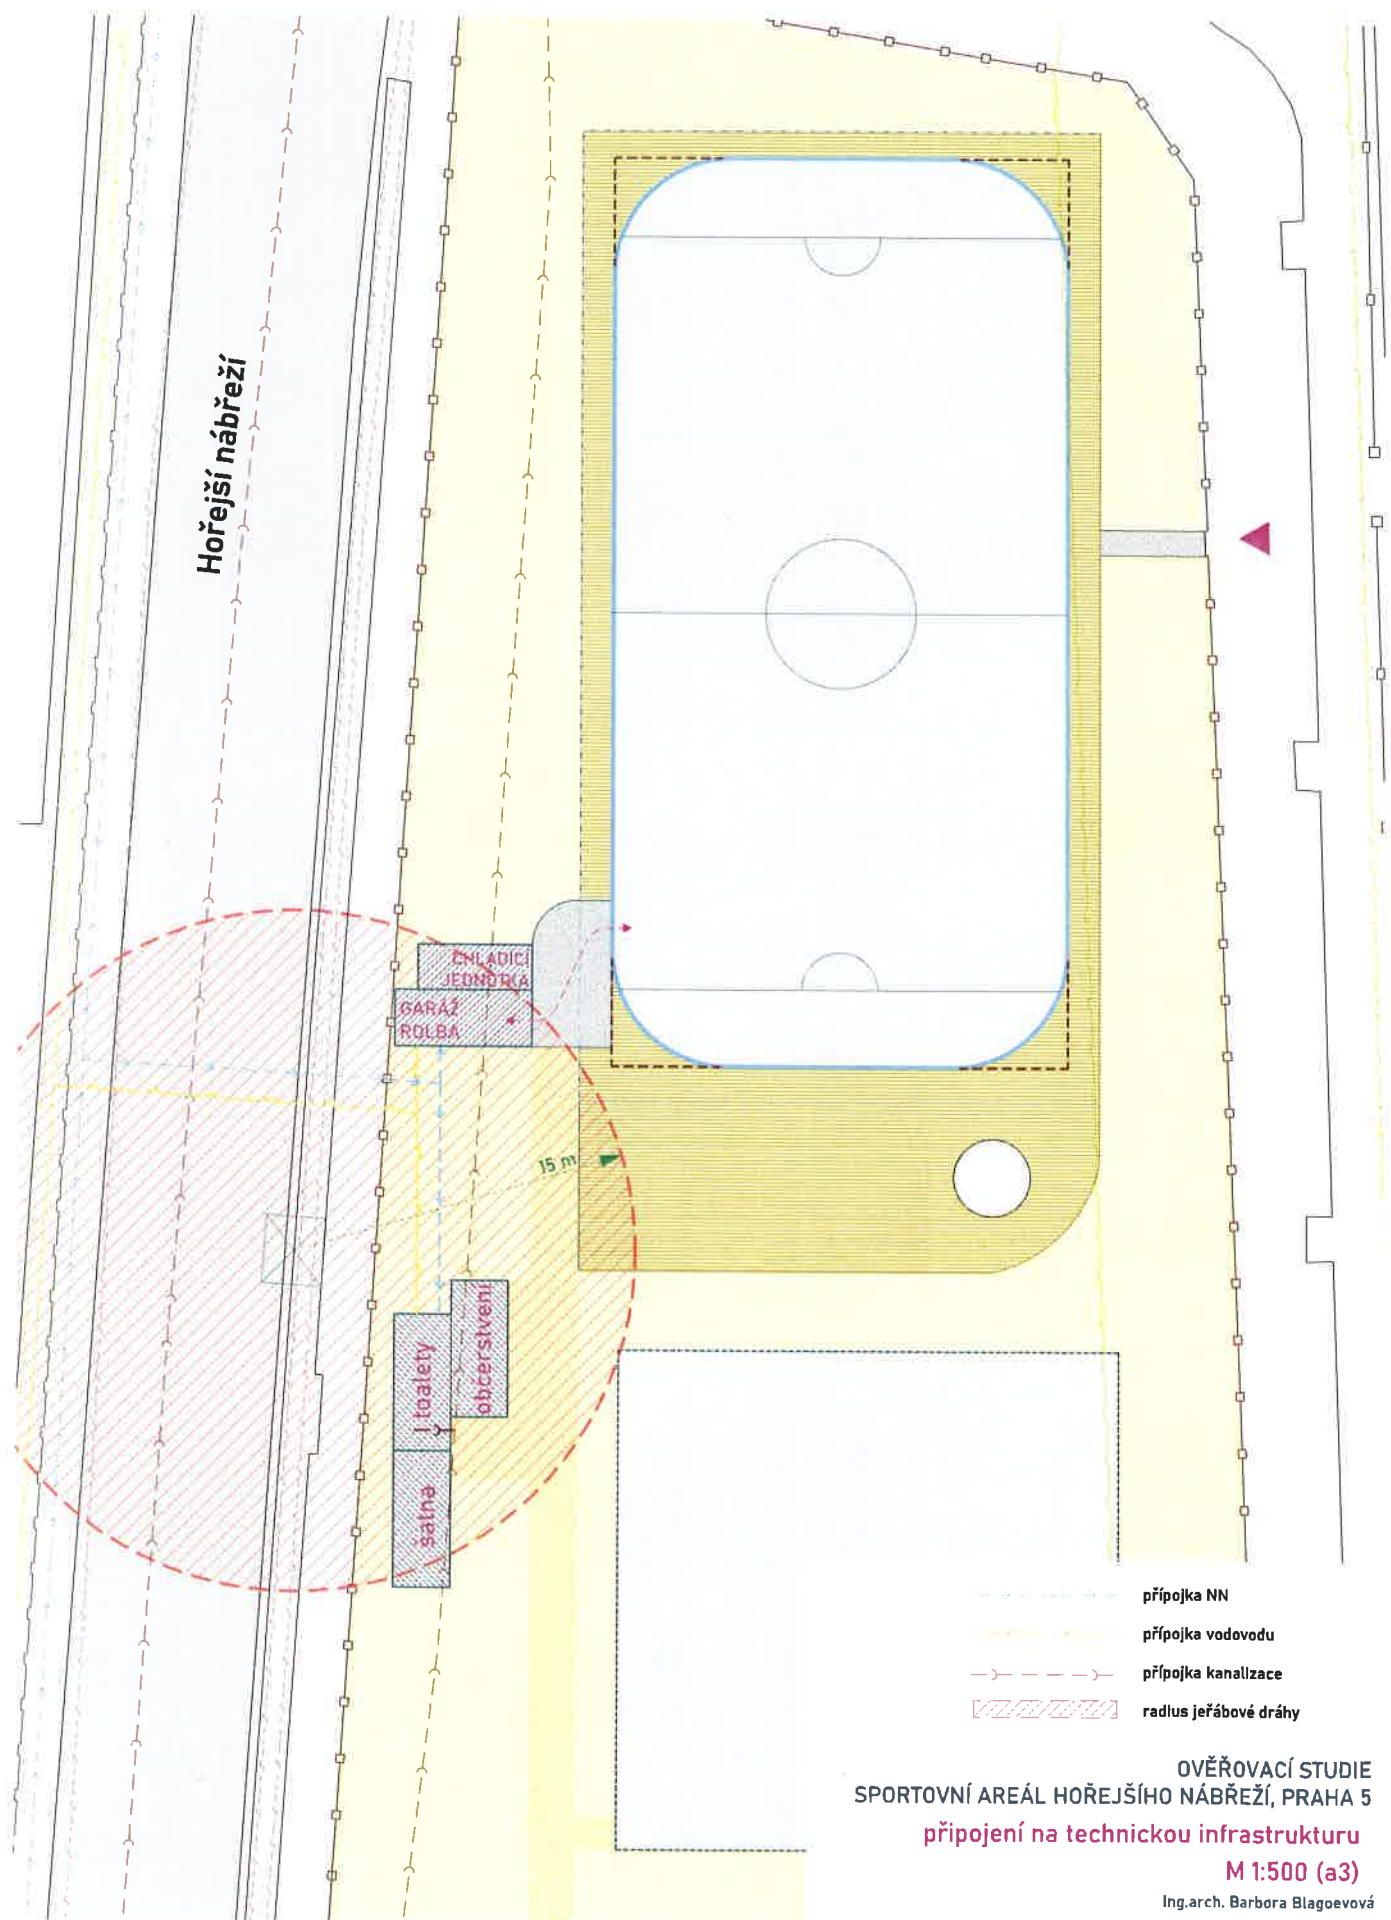 Hořejší nábřeží
CHLADICÍ
JEDNOTKA
GARÁŽ
ROLBA
15 m
toalety
občerstvení
šatna
přípojka NN
přípojka vodovodu
přípojka kanalizace
radius jeřábové dráhy
OVĚŘOVACÍ STUDIE
SPORTOVNÍ AREÁL HOŘEJŠÍHO NÁBŘEŽÍ, PRAHA 5
připojení na technickou infrastrukturu
M 1:500 (a3)
Ing.arch. Barbora Blagoevová